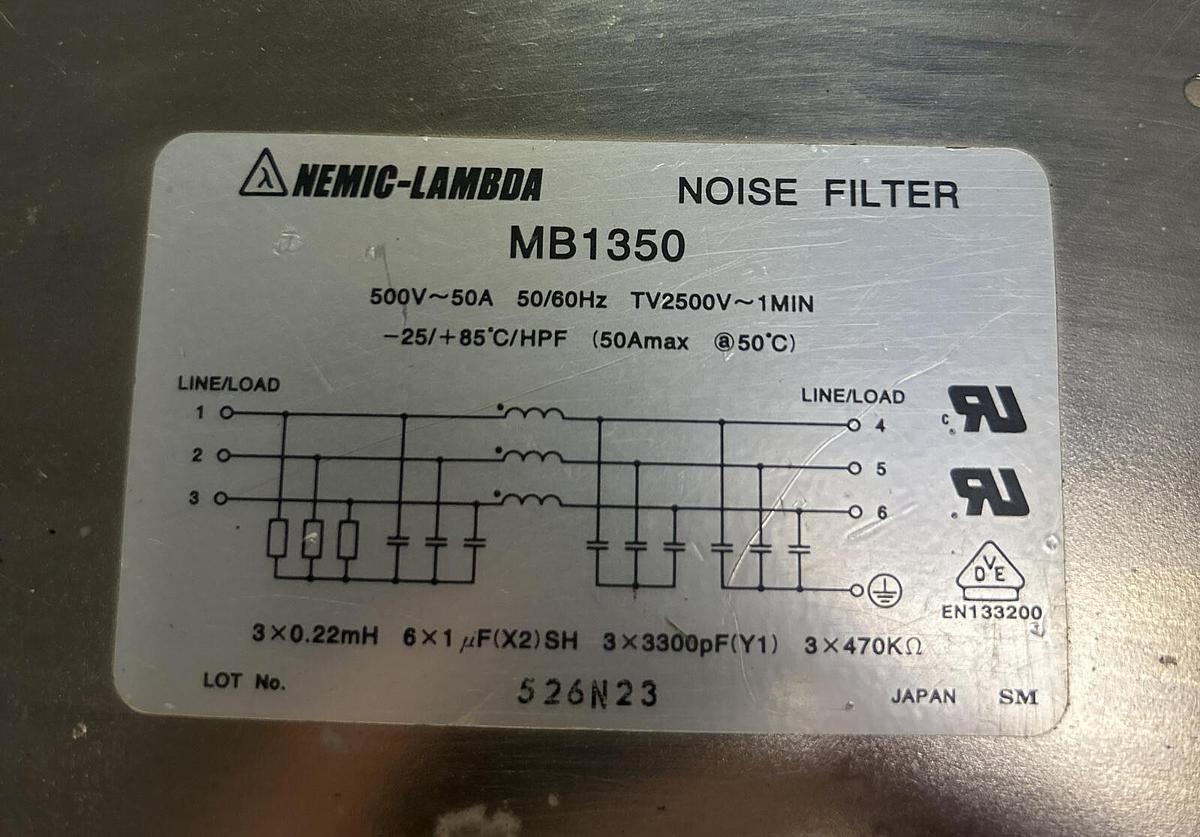 NEMIC-LAMBDA NOISE FILTER
MB1350
500V~50A 50/60Hz TV2500V~1MIN
-25/+85°C/HPF (50Amax @50°C)
LINE/LOAD LINE/LOAD
1 4
2 5
3 6
DVE
EN133200
3×0.22mH 6×1μF(X2)SH 3×3300pF(Y1) 3×470KΩ
LOT No. 526N23 JAPAN SM